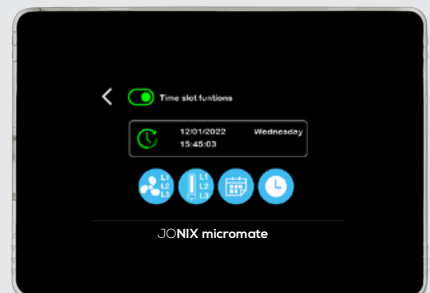 Time slot funtions
12/01/2022 Wednesday
15:45:03
L1
L2
L3
L1
L2
L3
JONIX micromate